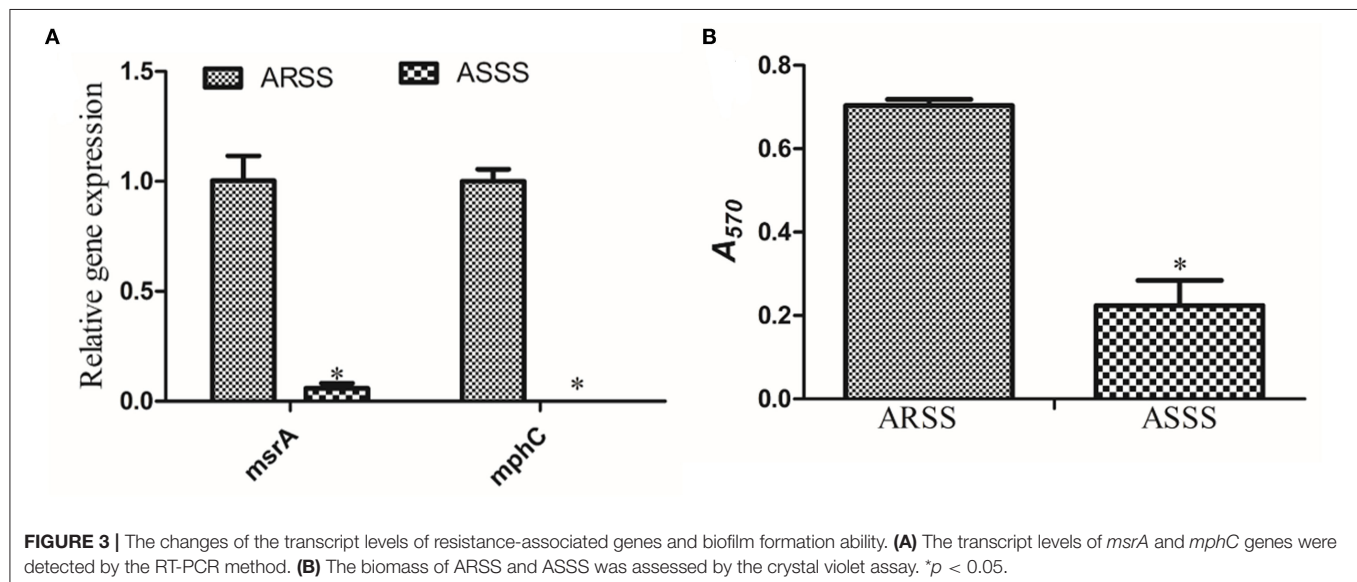 A
B
1.5
ARSS
ASSS
Relative gene expression
1.0
0.5
0.0
*
*
msrA
mphC
0.8
0.6
A570
0.4
0.2
0.0
*
ARSS
ASSS
FIGURE 3 | The changes of the transcript levels of resistance-associated genes and biofilm formation ability. (A) The transcript levels of msrA and mphC genes were
detected by the RT-PCR method. (B) The biomass of ARSS and ASSS was assessed by the crystal violet assay. *p < 0.05.